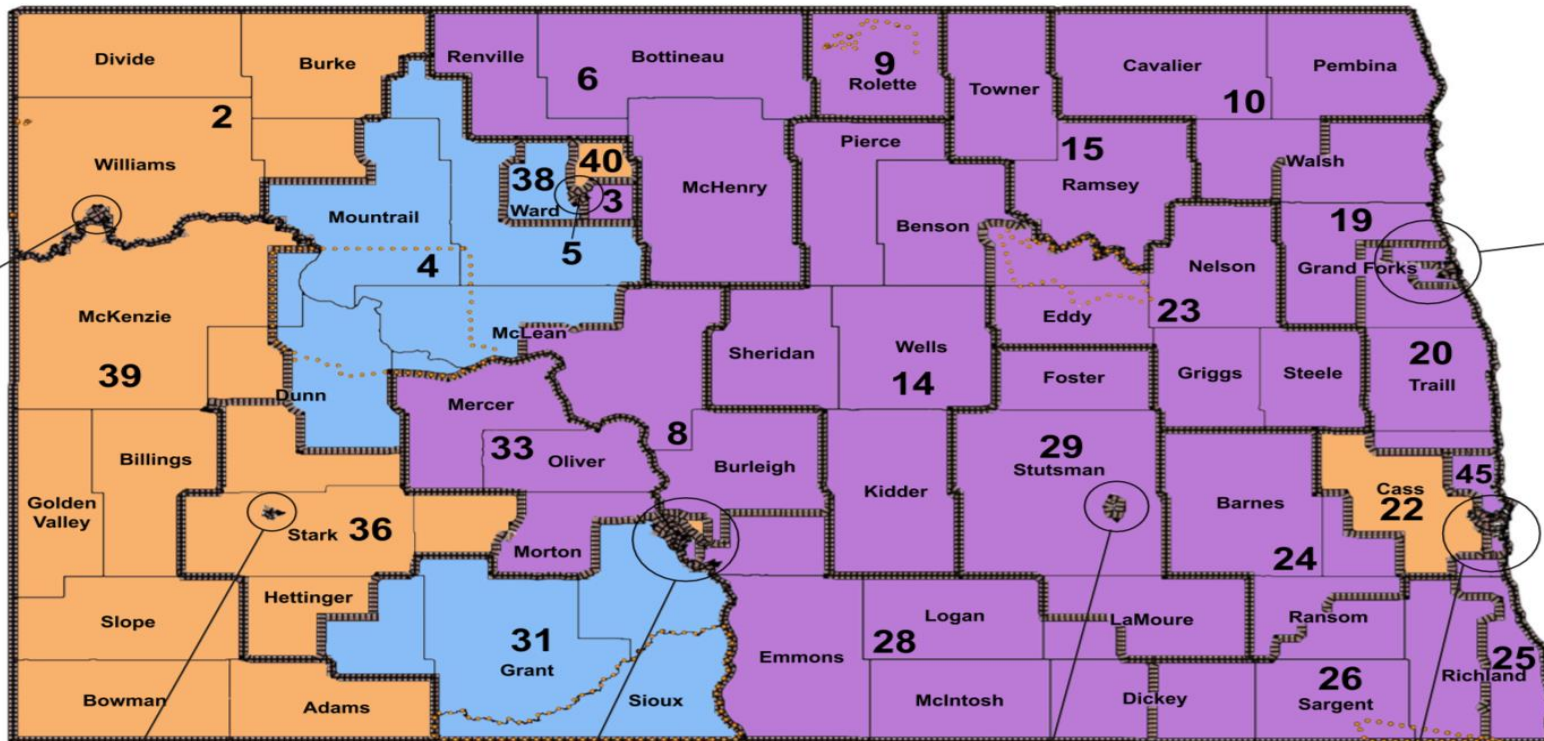 Divide
Burke
Renville
Bottineau
6
9
Rolette
Towner
Cavalier
Pembina
10
2
Williams
Pierce
15
Ramsey
Walsh
40
38
3
Ward
McHenry
Mountrail
Benson
19
Grand Forks
Nelson
4
5
McKenzie
Eddy
23
McLean
Sheridan
Wells
14
Foster
Griggs
Steele
20
Traill
39
Dunn
Mercer
33
Oliver
8
Burleigh
29
Stutsman
Billings
Golden
Valley
Kidder
Barnes
Cass
22
45
Stark
36
Morton
24
Hettinger
Slope
31
Grant
Logan
28
LaMoure
Ransom
Emmons
26
Sargent
Richland
25
Bowman
Adams
Sioux
McIntosh
Dickey